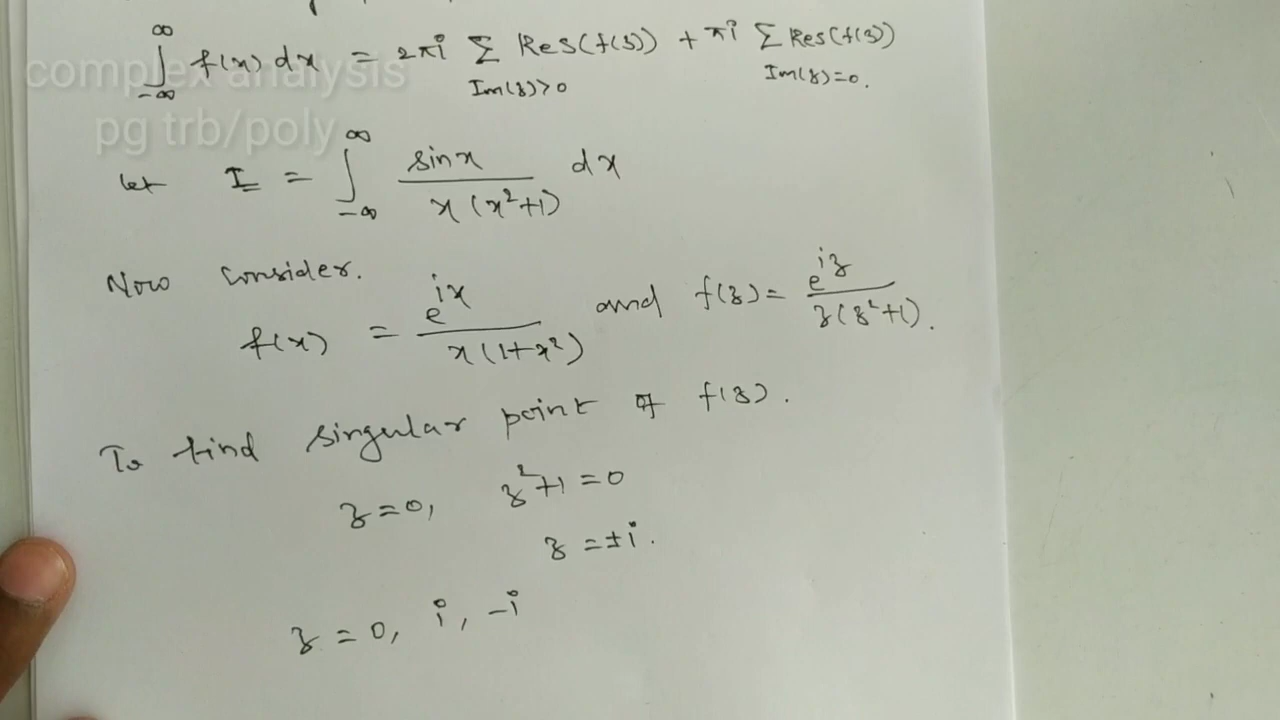 ∫_{-∞}^{∞} f(x) dx = 2πi Σ_{Im(z)>0} Res(f(z)) + πi Σ_{Im(z)=0.} Res(f(z))
complex analysis
pg trb/poly
let I = ∫_{-∞}^{∞} sinx / x(x²+1) dx
Now consider.
f(x) = e^{ix} / x(1+x²) and f(z) = e^{iz} / z(z²+1).
To find singular point of f(z).
z=0, z²+1=0
z=±i.
z = 0, i, -i